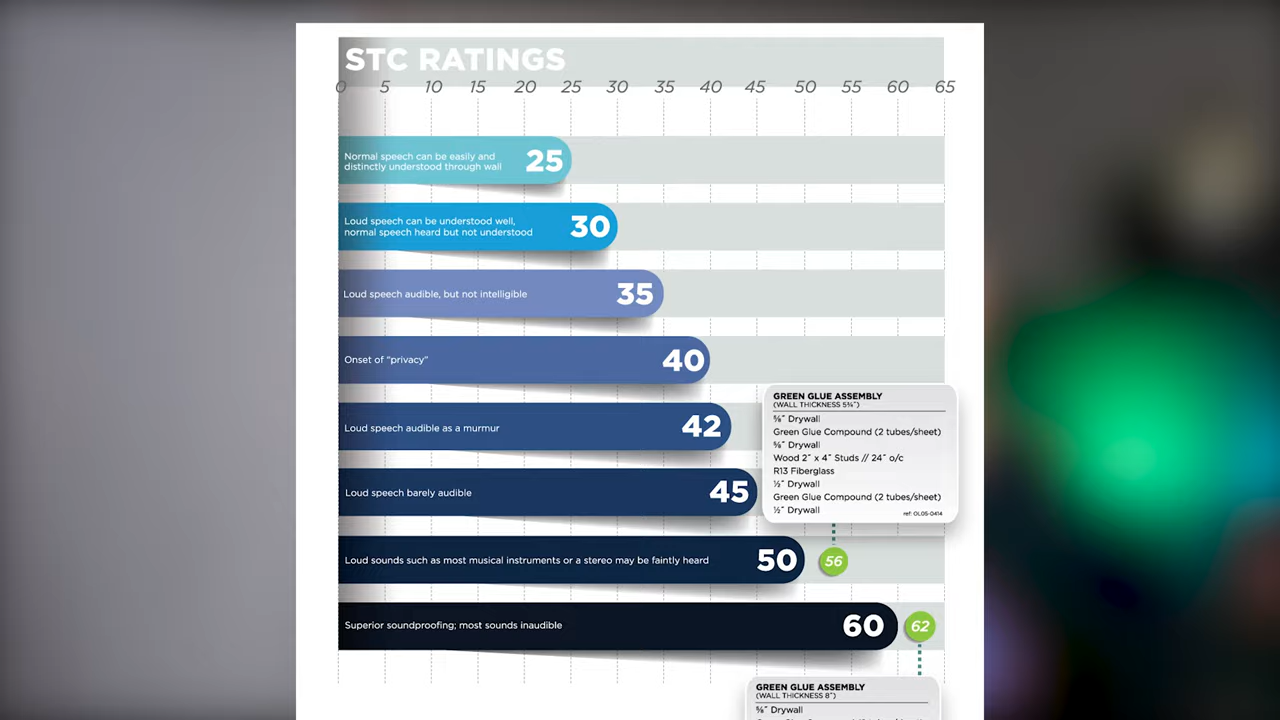 STC RATINGS
0 5 10 15 20 25 30 35 40 45 50 55 60 65
Normal speech can be easily and
distinctly understood through wall
25
Loud speech can be understood well,
normal speech heard but not understood
30
Loud speech audible, but not intelligible
35
Onset of "privacy"
40
Loud speech audible as a murmur
42
Loud speech barely audible
45
GREEN GLUE ASSEMBLY
(WALL THICKNESS 5¾")
⅝" Drywall
Green Glue Compound (2 tubes/sheet)
⅝" Drywall
Wood 2" x 4" Studs // 24" o/c
R13 Fiberglass
½" Drywall
Green Glue Compound (2 tubes/sheet)
½" Drywall
ref: OL05-0414
Loud sounds such as most musical instruments or a stereo may be faintly heard
50
56
Superior soundproofing; most sounds inaudible
60
62
GREEN GLUE ASSEMBLY
(WALL THICKNESS 8")
⅝" Drywall